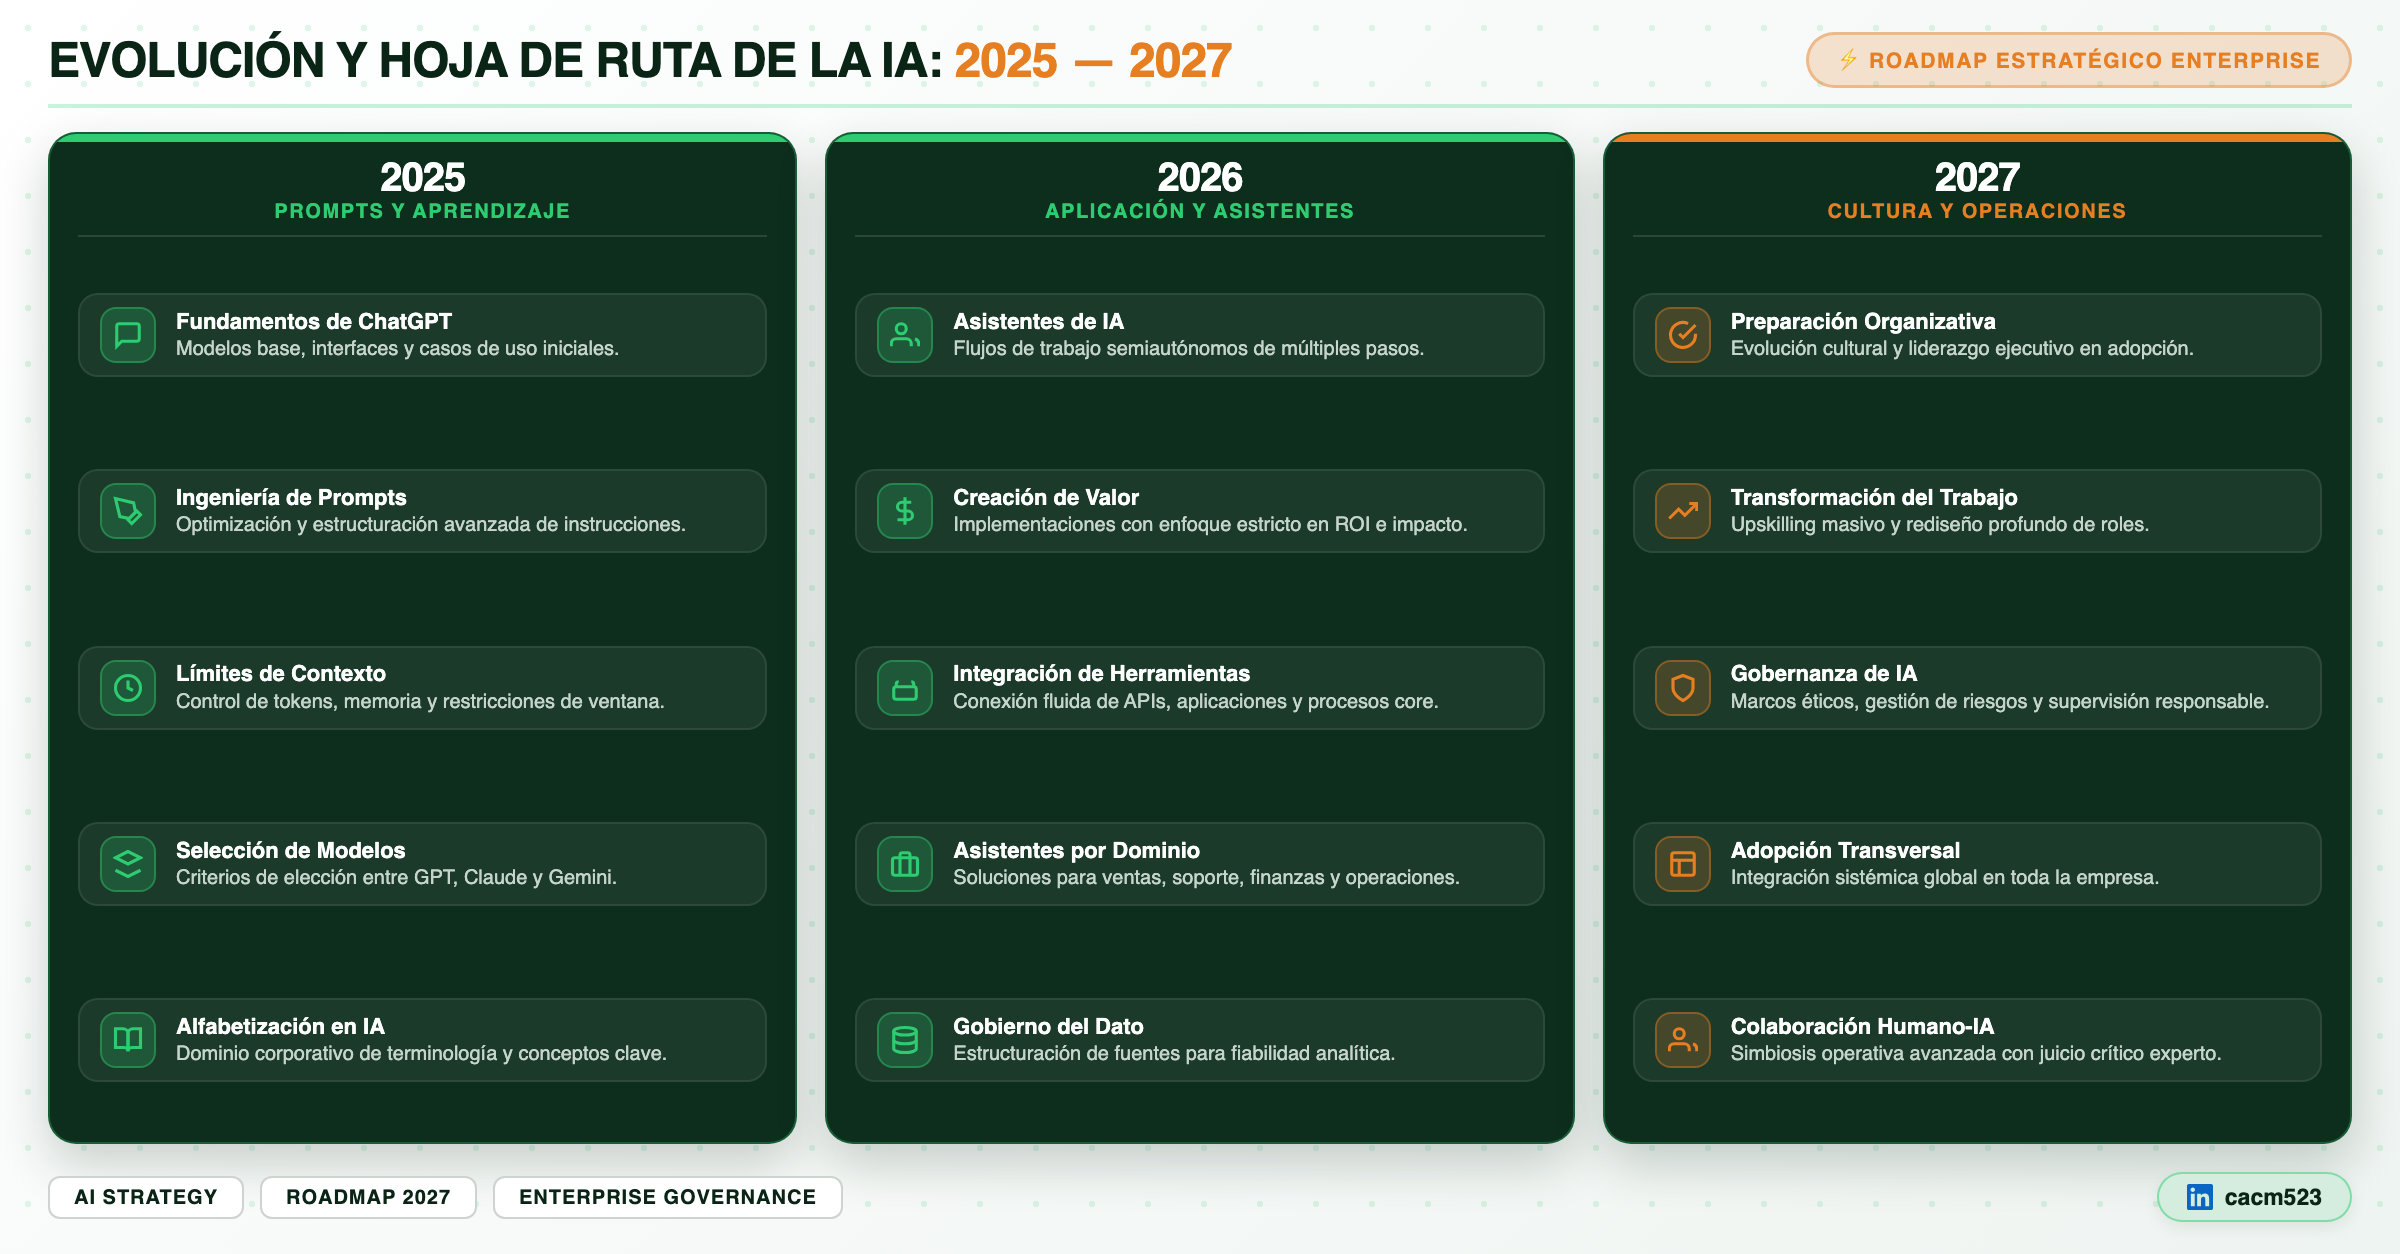 EVOLUCIÓN Y HOJA DE RUTA DE LA IA: 2025 — 2027
⚡ ROADMAP ESTRATÉGICO ENTERPRISE
2025
PROMPTS Y APRENDIZAJE
Fundamentos de ChatGPT
Modelos base, interfaces y casos de uso iniciales.
Ingeniería de Prompts
Optimización y estructuración avanzada de instrucciones.
Límites de Contexto
Control de tokens, memoria y restricciones de ventana.
Selección de Modelos
Criterios de elección entre GPT, Claude y Gemini.
Alfabetización en IA
Dominio corporativo de terminología y conceptos clave.
2026
APLICACIÓN Y ASISTENTES
Asistentes de IA
Flujos de trabajo semiautónomos de múltiples pasos.
Creación de Valor
Implementaciones con enfoque estricto en ROI e impacto.
Integración de Herramientas
Conexión fluida de APIs, aplicaciones y procesos core.
Asistentes por Dominio
Soluciones para ventas, soporte, finanzas y operaciones.
Gobierno del Dato
Estructuración de fuentes para fiabilidad analítica.
2027
CULTURA Y OPERACIONES
Preparación Organizativa
Evolución cultural y liderazgo ejecutivo en adopción.
Transformación del Trabajo
Upskilling masivo y rediseño profundo de roles.
Gobernanza de IA
Marcos éticos, gestión de riesgos y supervisión responsable.
Adopción Transversal
Integración sistémica global en toda la empresa.
Colaboración Humano-IA
Simbiosis operativa avanzada con juicio crítico experto.
AI STRATEGY
ROADMAP 2027
ENTERPRISE GOVERNANCE
in cacm523